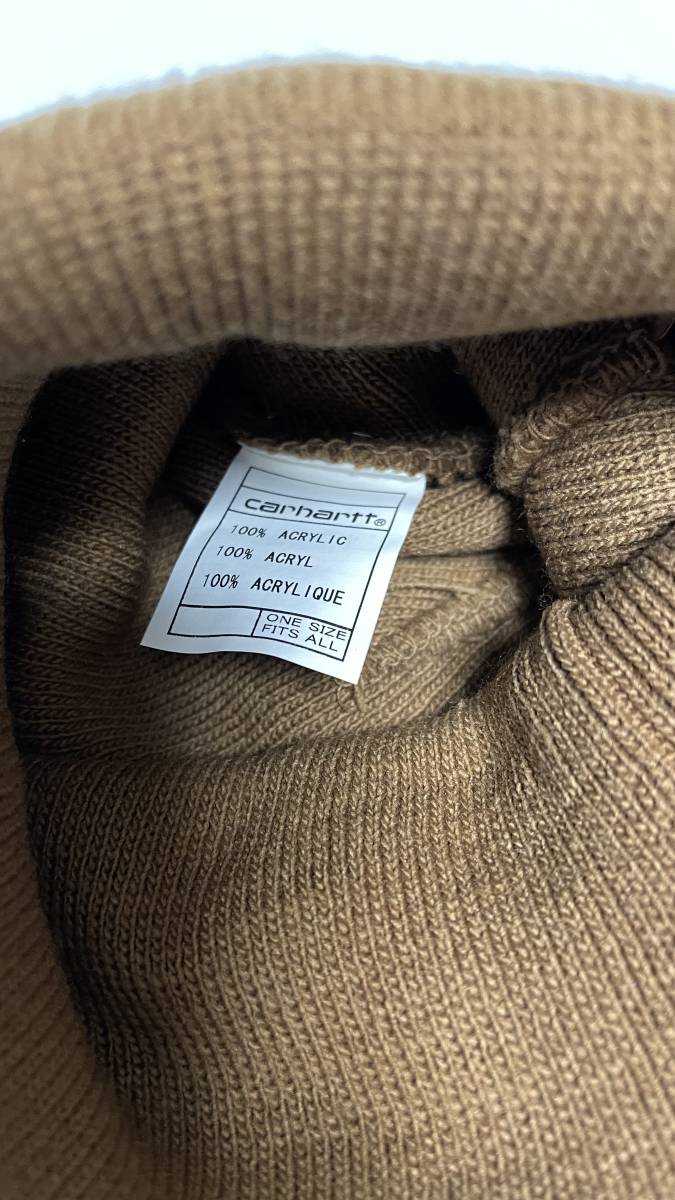 carhartt®
100% ACRYLIC
100% ACRYL
100% ACRYLIQUE
ONE SIZE
FITS ALL